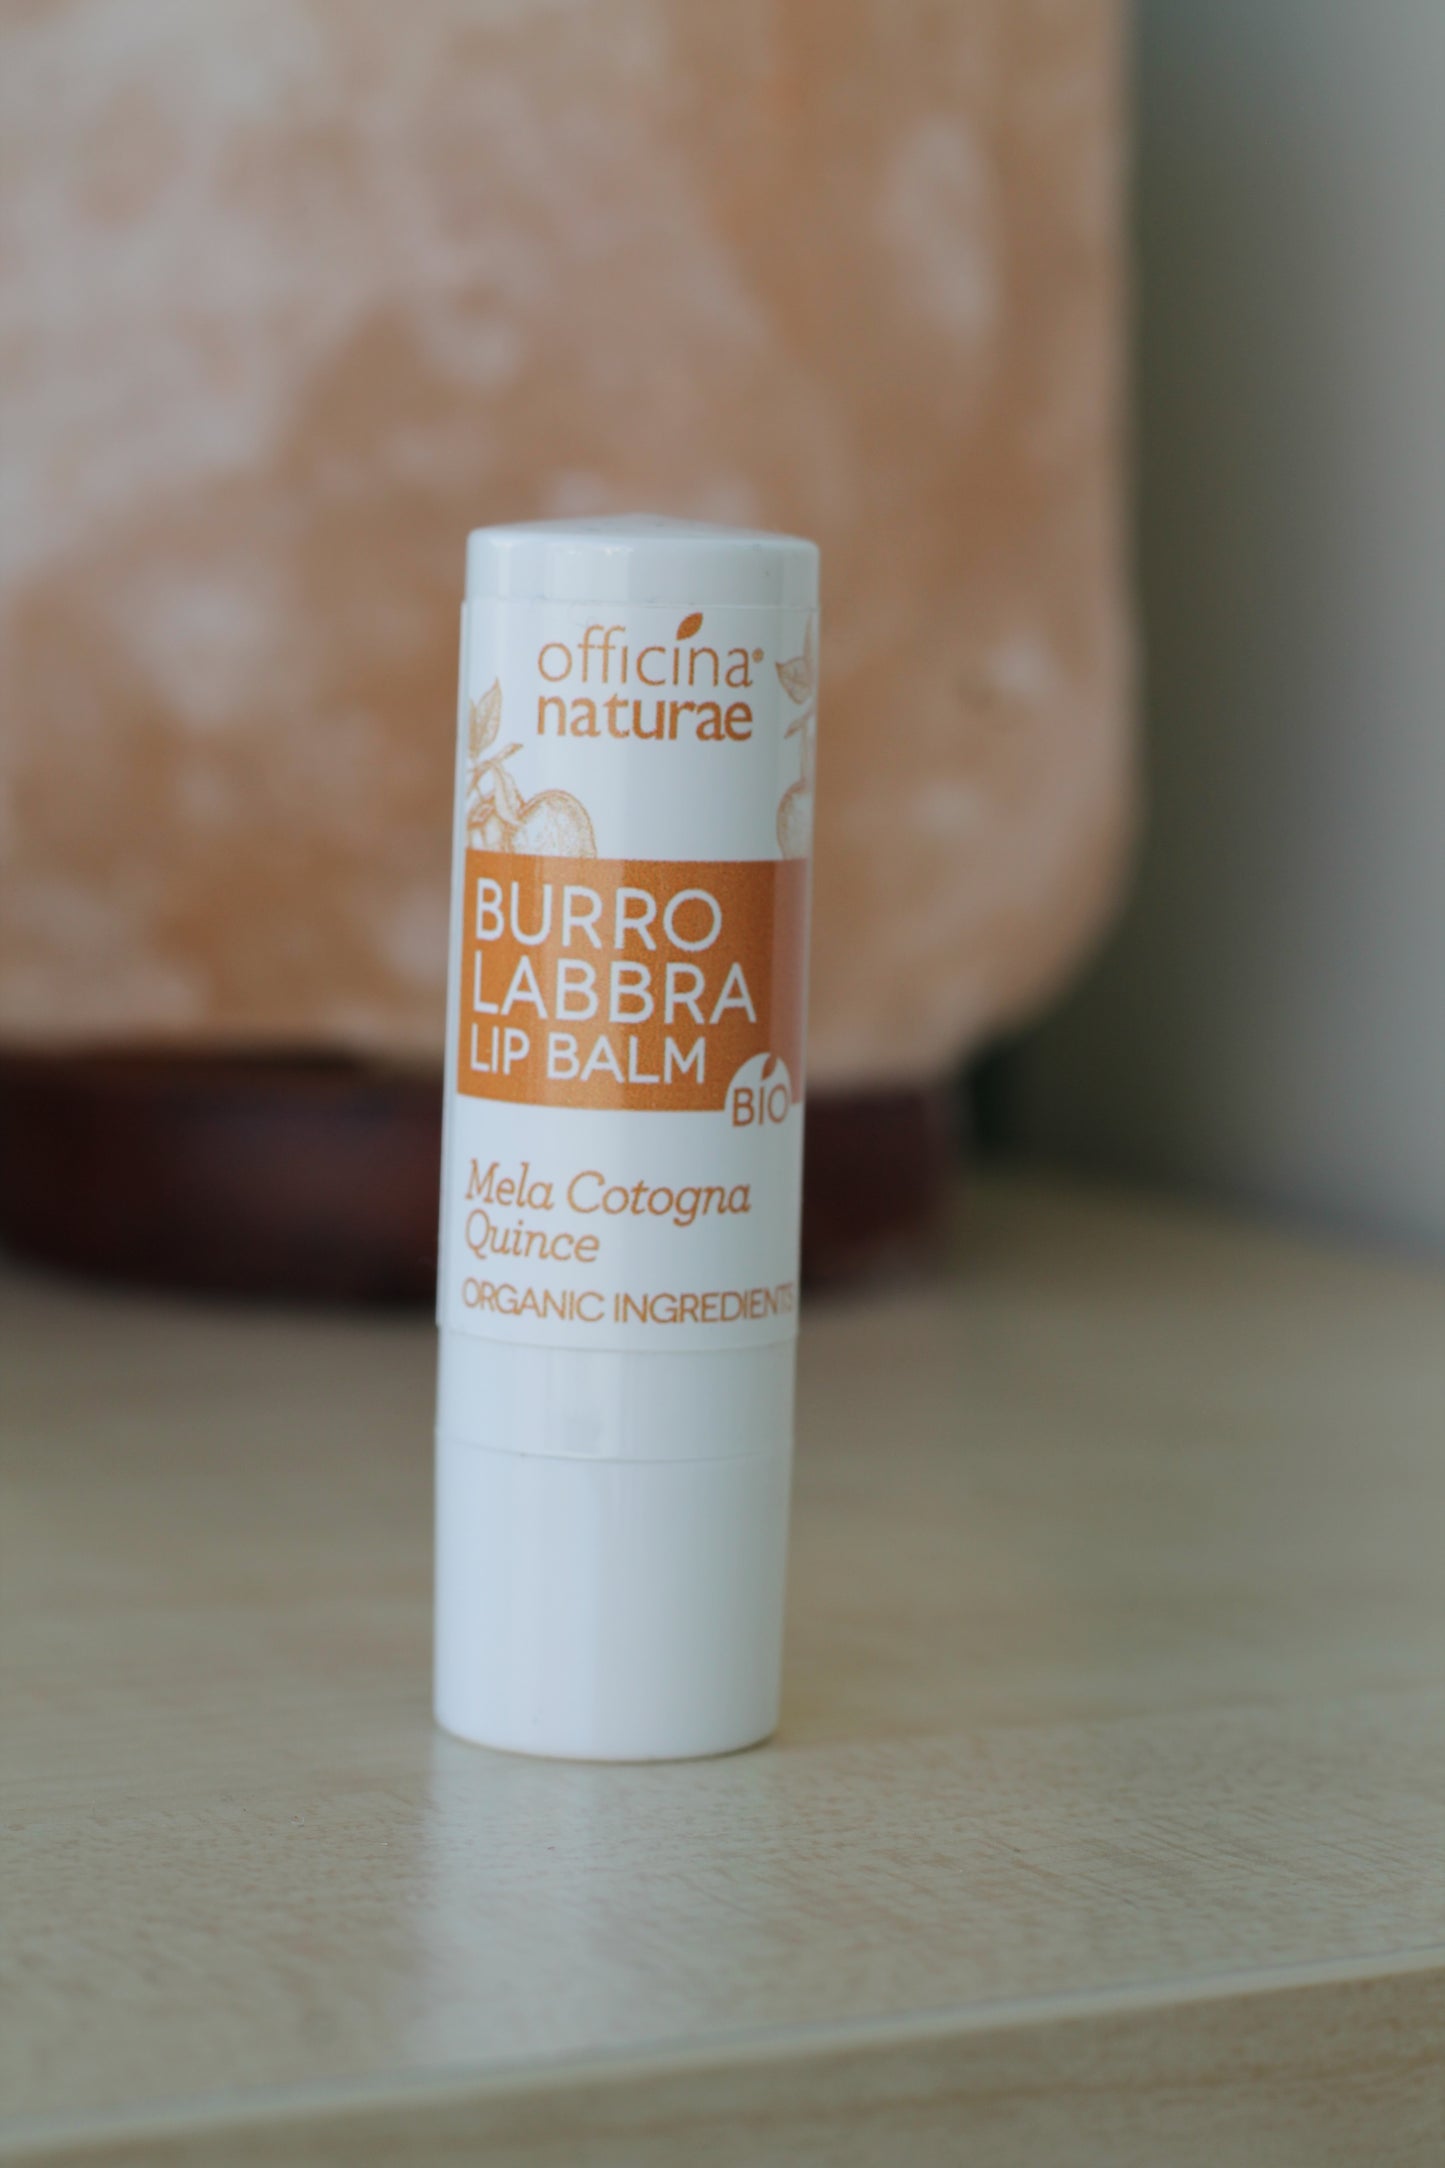 officina®
naturae
BURRO
LABBRA
LIP BALM
BIO
Mela Cotogna
Quince
ORGANIC INGREDIENTS